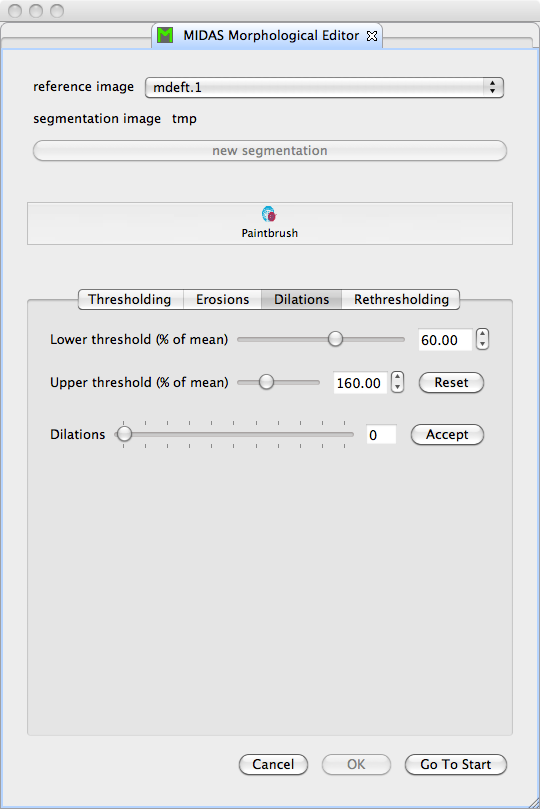 MIDAS Morphological Editor
reference image mdeft.1
segmentation image tmp
new segmentation
Paintbrush
Thresholding Erosions Dilations Rethresholding
Lower threshold (% of mean) 60.00
Upper threshold (% of mean) 160.00 Reset
Dilations 0 Accept
Cancel OK Go To Start